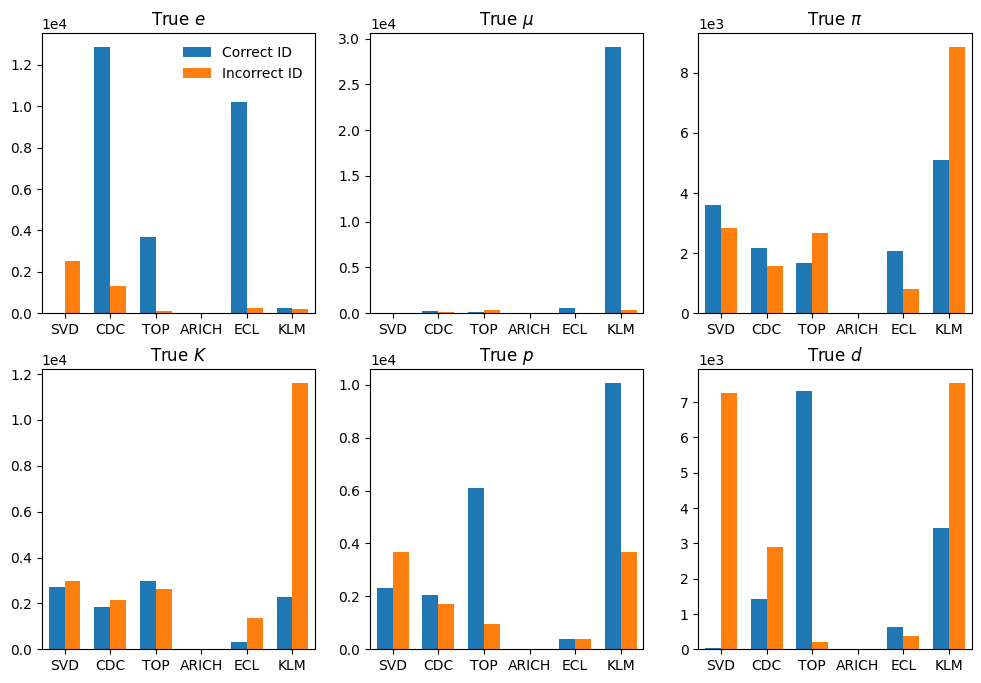 True e
1e4
Correct ID
Incorrect ID
1.2
1.0
0.8
0.6
0.4
0.2
0.0
SVD CDC TOP ARICH ECL KLM
True μ
1e4
3.0
2.5
2.0
1.5
1.0
0.5
0.0
SVD CDC TOP ARICH ECL KLM
True π
1e3
8
6
4
2
0
SVD CDC TOP ARICH ECL KLM
True K
1e4
1.2
1.0
0.8
0.6
0.4
0.2
0.0
SVD CDC TOP ARICH ECL KLM
True p
1e4
1.0
0.8
0.6
0.4
0.2
0.0
SVD CDC TOP ARICH ECL KLM
True d
1e3
7
6
5
4
3
2
1
0
SVD CDC TOP ARICH ECL KLM